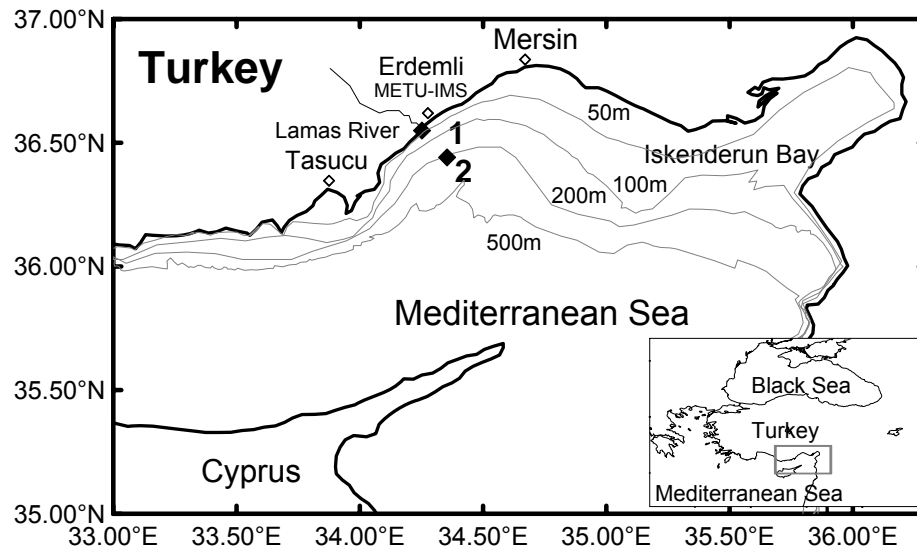 37.00°N
Turkey
Mersin
Erdemli
METU-IMS
50m
36.50°N
Lamas River
1
Iskenderun Bay
Tasucu
2
100m
200m
500m
36.00°N
Mediterranean Sea
35.50°N
Black Sea
Turkey
Cyprus
Mediterranean Sea
35.00°N
33.00°E
33.50°E
34.00°E
34.50°E
35.00°E
35.50°E
36.00°E